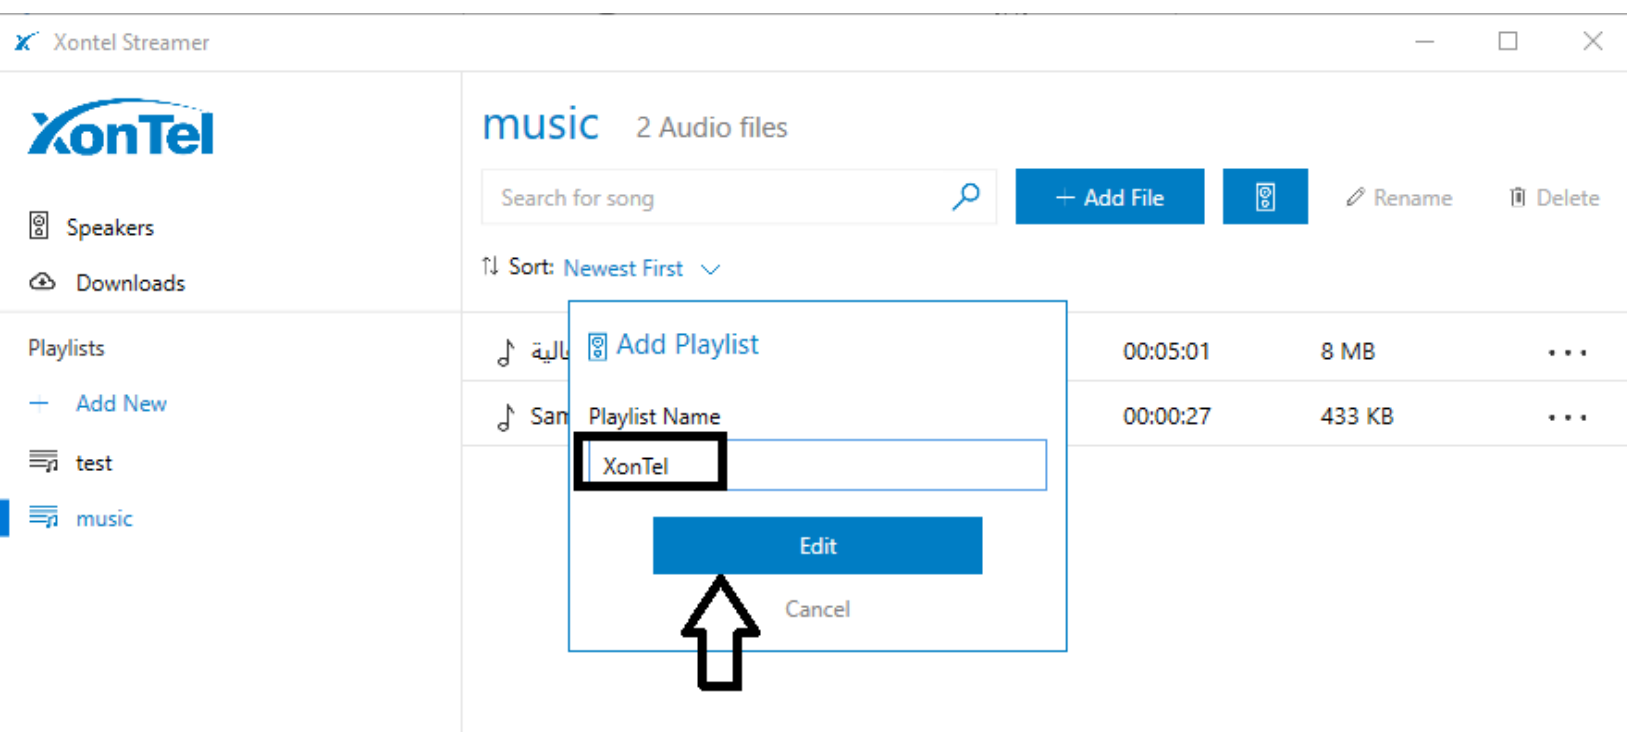 Xontel Streamer
XonTel
music 2 Audio files
Search for song
+ Add File
Rename
Delete
Speakers
Downloads
Sort: Newest First
Playlists
+ Add New
test
music
00:05:01 8 MB
00:00:27 433 KB
Add Playlist
Playlist Name
XonTel
Edit
Cancel